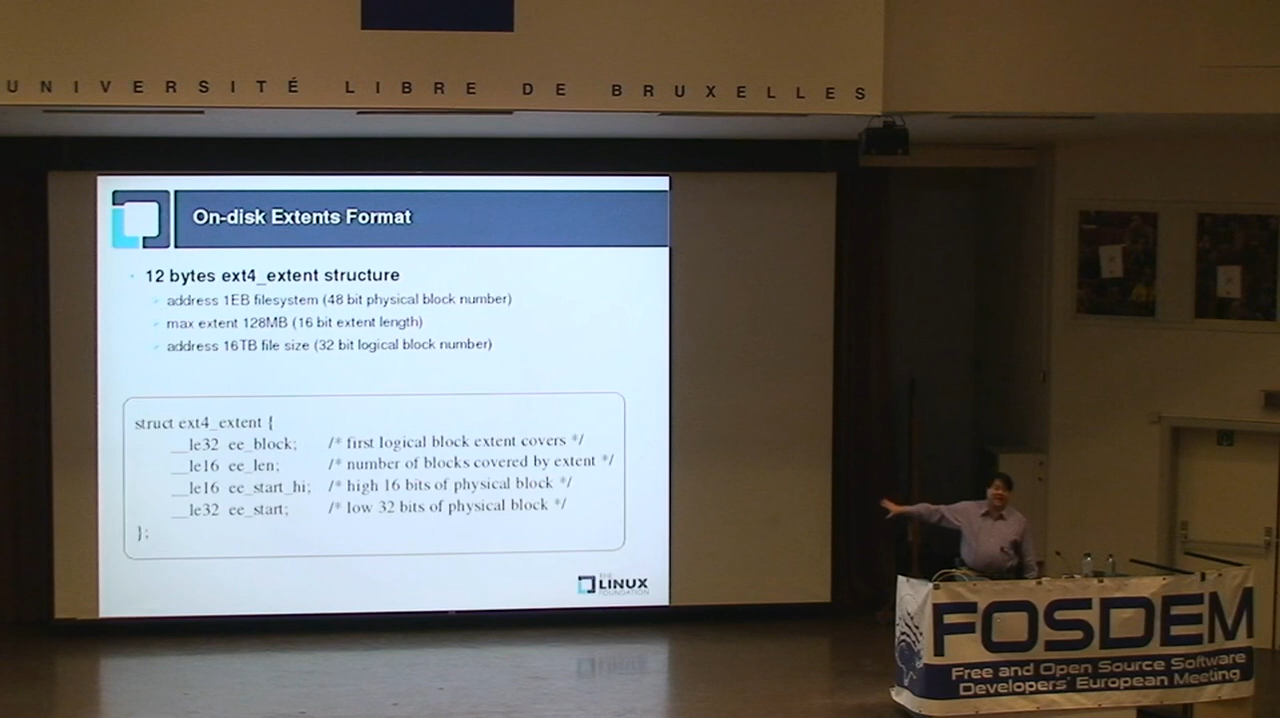 UNIVERSITÉ LIBRE DE BRUXELLES
On-disk Extents Format
12 bytes ext4_extent structure
address 1EB filesystem (48 bit physical block number)
max extent 128MB (16 bit extent length)
address 16TB file size (32 bit logical block number)
struct ext4_extent {
__le32 ee_block; /* first logical block extent covers */
__le16 ee_len; /* number of blocks covered by extent */
__le16 ee_start_hi; /* high 16 bits of physical block */
__le32 ee_start; /* low 32 bits of physical block */
};
THE
LINUX
FOUNDATION
FOSDEM
Free and Open Source Software
Developers' European Meeting